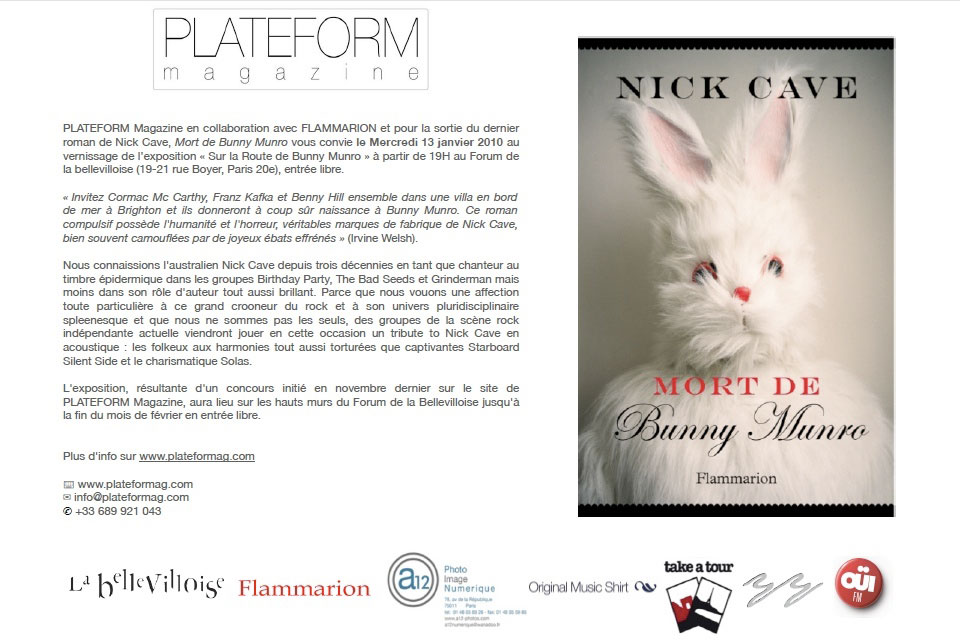 PLATEFORM
magazine
PLATEFORM Magazine en collaboration avec FLAMMARION et pour la sortie du dernier
roman de Nick Cave, Mort de Bunny Munro vous convie le Mercredi 13 janvier 2010 au
vernissage de l'exposition « Sur la Route de Bunny Munro » à partir de 19H au Forum de
la bellevilloise (19-21 rue Boyer, Paris 20e), entrée libre.
« Invitez Cormac Mc Carthy, Franz Kafka et Benny Hill ensemble dans une villa en bord
de mer à Brighton et ils donneront à coup sûr naissance à Bunny Munro. Ce roman
compulsif possède l'humanité et l'horreur, véritables marques de fabrique de Nick Cave,
bien souvent camouflées par de joyeux ébats effrénés » (Irvine Welsh).
Nous connaissions l'australien Nick Cave depuis trois décennies en tant que chanteur au
timbre épidermique dans les groupes Birthday Party, The Bad Seeds et Grinderman mais
moins dans son rôle d'auteur tout aussi brillant. Parce que nous vouons une affection
toute particulière à ce grand crooneur du rock et à son univers pluridisciplinaire
spleenesque et que nous ne sommes pas les seuls, des groupes de la scène rock
indépendante actuelle viendront jouer en cette occasion un tribute to Nick Cave en
acoustique : les folkeux aux harmonies tout aussi torturées que captivantes Starboard
Silent Side et le charismatique Solas.
L'exposition, résultante d'un concours initié en novembre dernier sur le site de
PLATEFORM Magazine, aura lieu sur les hauts murs du Forum de la Bellevilloise jusqu'à
la fin du mois de février en entrée libre.
Plus d'info sur www.plateformag.com
www.plateformag.com
info@plateformag.com
+33 689 921 043
NICK CAVE
MORT DE
Bunny Munro
Flammarion
La bellevilloise
Flammarion
a12
Photo
Image
Numerique
75, av de la République
75011 Paris
www.a12-photos.com
Original Music Shirt
take a tour
OÜI
FM